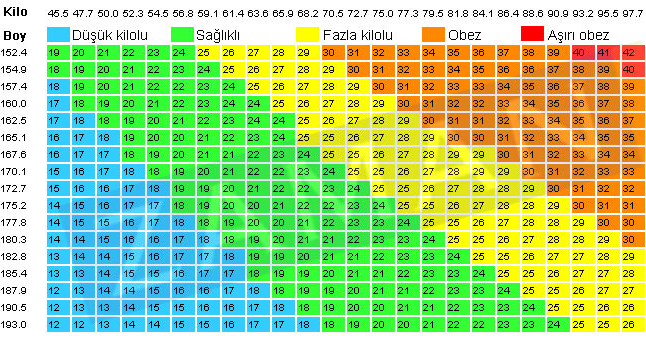 Kilo 45.5 47.7 50.0 52.3 54.5 56.8 59.1 61.4 63.6 65.9 68.2 70.5 72.7 75.0 77.3 79.5 81.8 84.1 86.4 88.6 90.9 93.2 95.5 97.7
Boy Düşük kilolu Sağlıklı Fazla kilolu Obez Aşırı obez
152.4 19 20 21 22 23 24 25 26 27 28 29 30 31 32 33 34 35 36 37 38 39 40 41 42
154.9 18 19 20 21 22 23 24 25 26 27 28 29 30 31 32 33 34 35 36 36 37 38 39 40
157.4 18 19 20 21 22 22 23 24 25 26 27 28 29 30 31 32 33 33 34 35 36 37 38 39
160.0 17 18 19 20 21 22 23 24 24 25 26 27 28 29 30 31 32 32 33 34 35 36 37 38
162.5 17 18 18 19 20 21 22 23 24 24 25 26 27 28 29 30 31 31 32 33 34 35 36 37
165.1 16 17 18 19 20 20 21 22 23 24 25 25 26 27 28 29 30 30 31 32 33 34 35 35
167.6 16 17 17 18 19 20 21 21 22 23 24 25 25 26 27 28 29 29 30 31 32 33 34 34
170.1 15 16 17 18 18 19 20 21 22 22 23 24 25 25 26 27 28 29 29 30 31 32 33 33
172.7 15 16 16 17 18 19 19 20 21 22 22 23 24 25 25 26 27 28 28 29 30 31 32 32
175.2 14 15 16 17 17 18 19 20 20 21 22 22 23 24 25 25 26 27 28 28 29 30 31 31
177.8 14 15 15 16 17 18 18 19 20 20 21 22 23 23 24 25 25 26 27 28 28 29 30 30
180.3 14 14 15 16 16 17 18 18 19 20 21 21 22 23 23 24 25 25 26 27 28 28 29 30
182.8 13 14 14 15 16 17 17 18 19 19 20 21 21 22 23 23 24 25 25 26 27 27 28 29
185.4 13 13 14 15 15 16 17 17 18 19 19 20 21 21 22 23 23 24 25 25 26 27 27 28
187.9 12 13 14 14 15 16 16 17 18 18 19 19 20 21 21 22 23 23 24 25 25 26 27 27
190.5 12 13 13 14 15 15 16 16 17 18 18 19 20 20 21 21 22 23 23 24 25 25 26 26
193.0 12 12 13 14 14 15 15 16 17 17 18 18 19 20 20 21 22 22 23 23 24 25 25 26